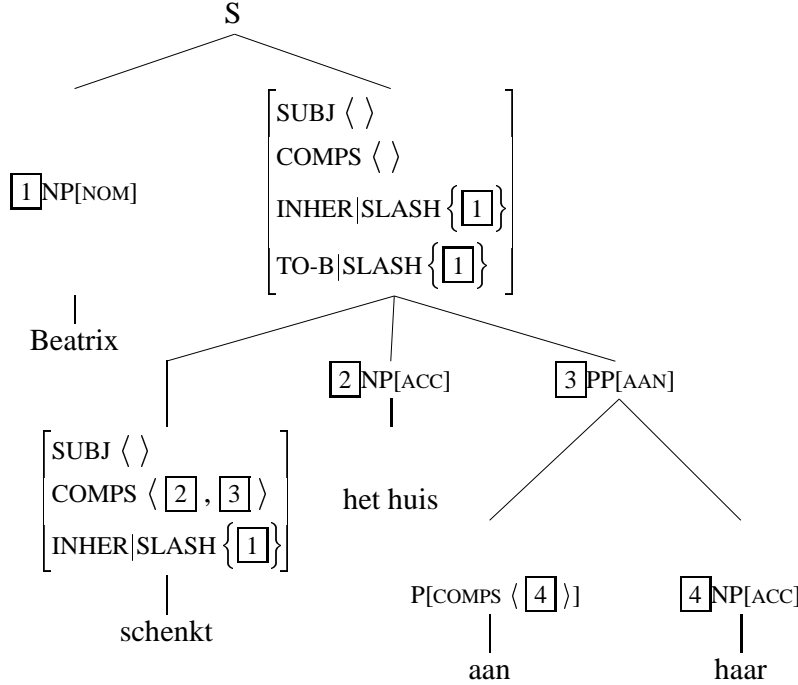 S
SUBJ ⟨ ⟩
COMPS ⟨ ⟩
1 NP[NOM]
INHER|SLASH { 1 }
TO-B|SLASH { 1 }
Beatrix
2 NP[ACC] 3 PP[AAN]
SUBJ ⟨ ⟩
COMPS ⟨ 2 , 3 ⟩
het huis
INHER|SLASH { 1 }
P[COMPS ⟨ 4 ⟩] 4 NP[ACC]
schenkt
aan haar